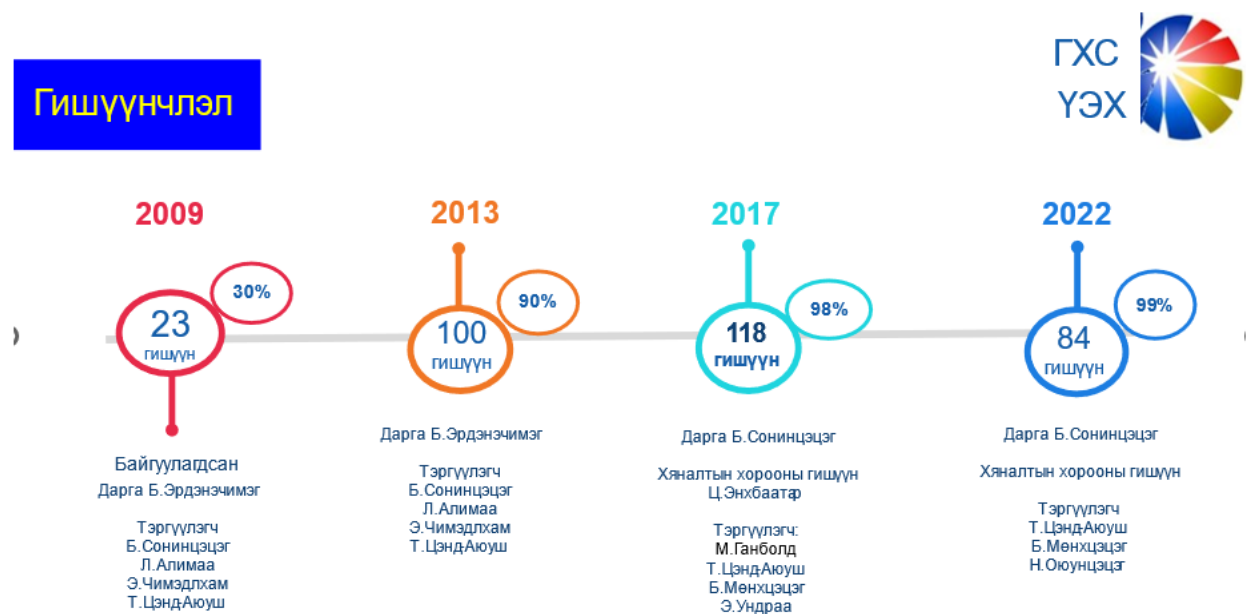 ГХС
ҮЭХ
Гишүүнчлэл
2009
30%
23
гишүүн
Байгуулагдсан
Дарга Б.Эрдэнэчимэг
Тэргүүлэгч
Б.Сонинцэцэг
Л.Алимаа
Э.Чимэдлхам
Т.Цэнд-Аюуш
2013
90%
100
гишүүн
Дарга Б.Эрдэнэчимэг
Тэргүүлэгч
Б.Сонинцэцэг
Л.Алимаа
Э.Чимэдлхам
Т.Цэнд-Аюуш
2017
98%
118
гишүүн
Дарга Б.Сонинцэцэг
Хяналтын хорооны гишүүн
Ц.Энхбаатар
Тэргүүлэгч:
М.Ганболд
Т.Цэнд-Аюуш
Б.Мөнхцэцэг
Э.Ундраа
2022
99%
84
гишүүн
Дарга Б.Сонинцэцэг
Хяналтын хорооны гишүүн
Тэргүүлэгч
Т.Цэнд-Аюуш
Б.Мөнхцэцэг
Н.Оюунцэцэг